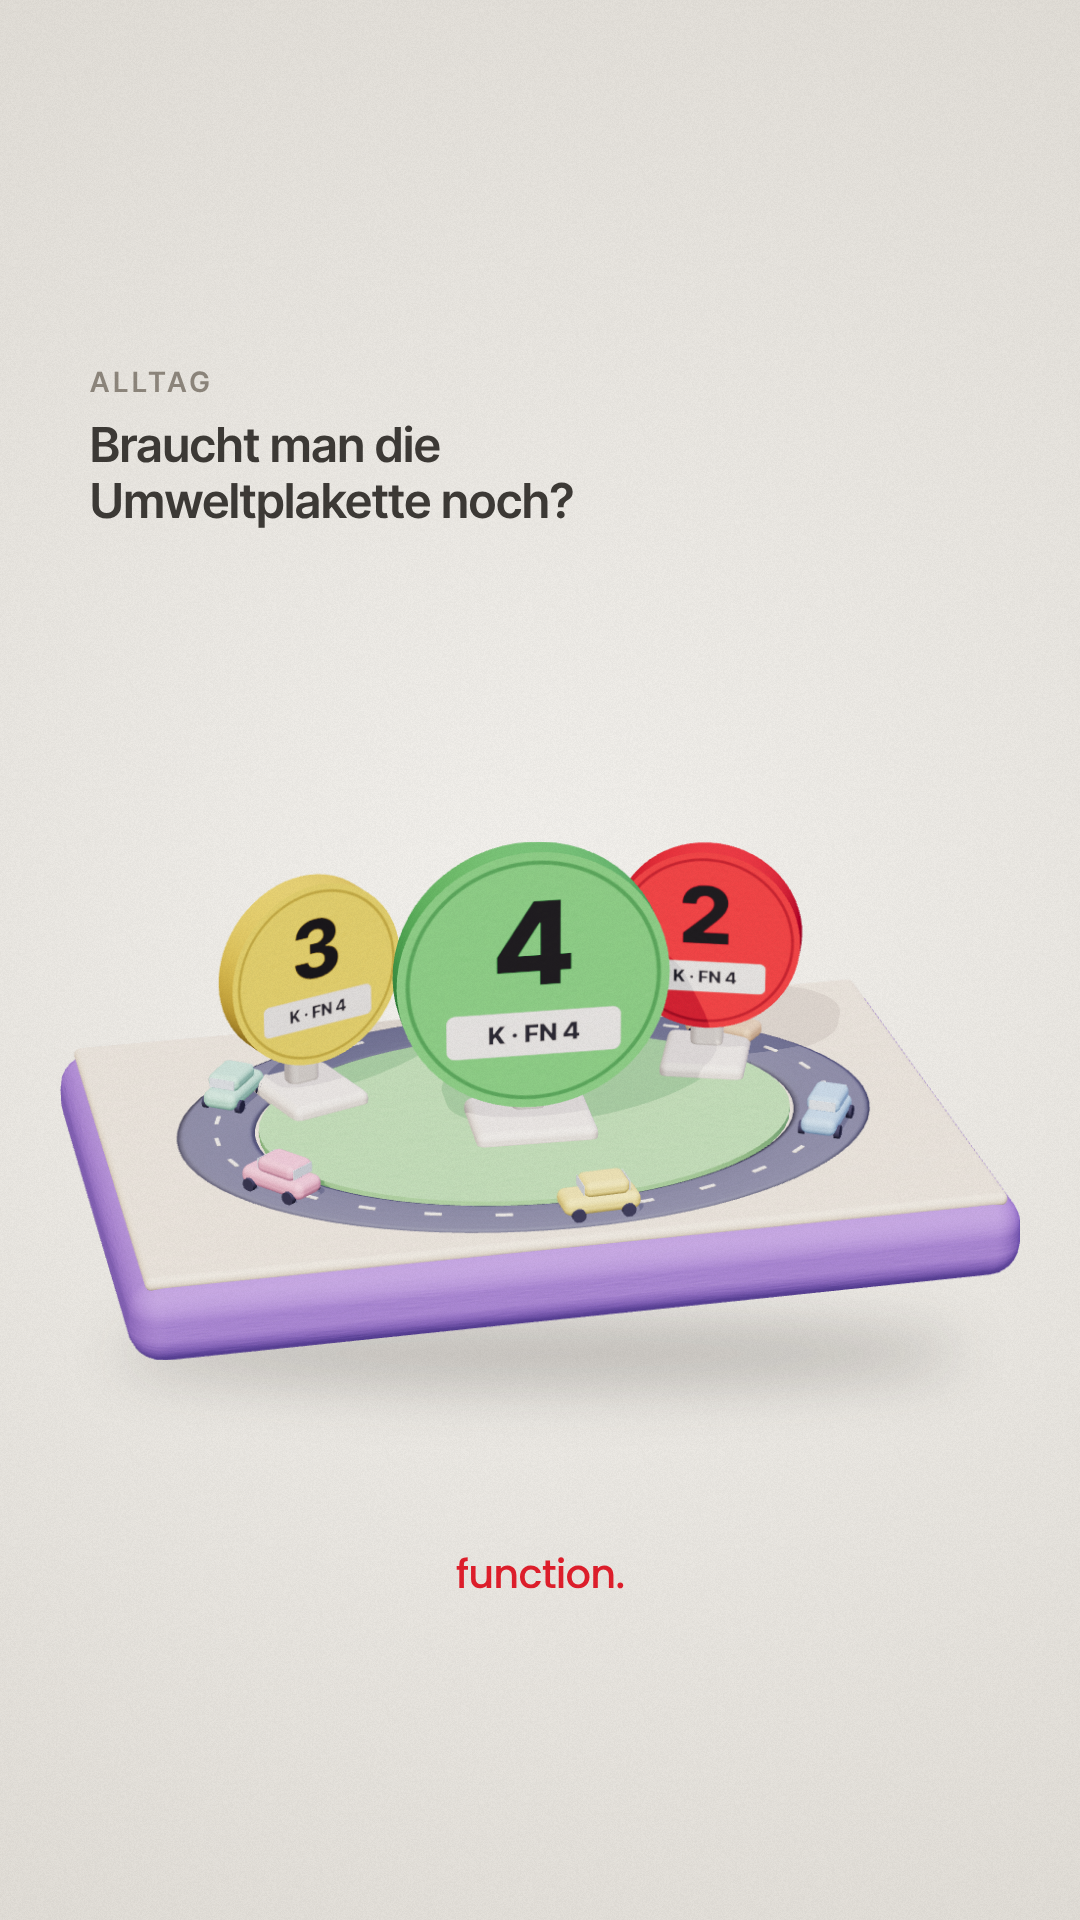 ALLTAG
Braucht man die
Umweltplakette noch?
3
K · FN 4
4
K · FN 4
2
K · FN 4
function.